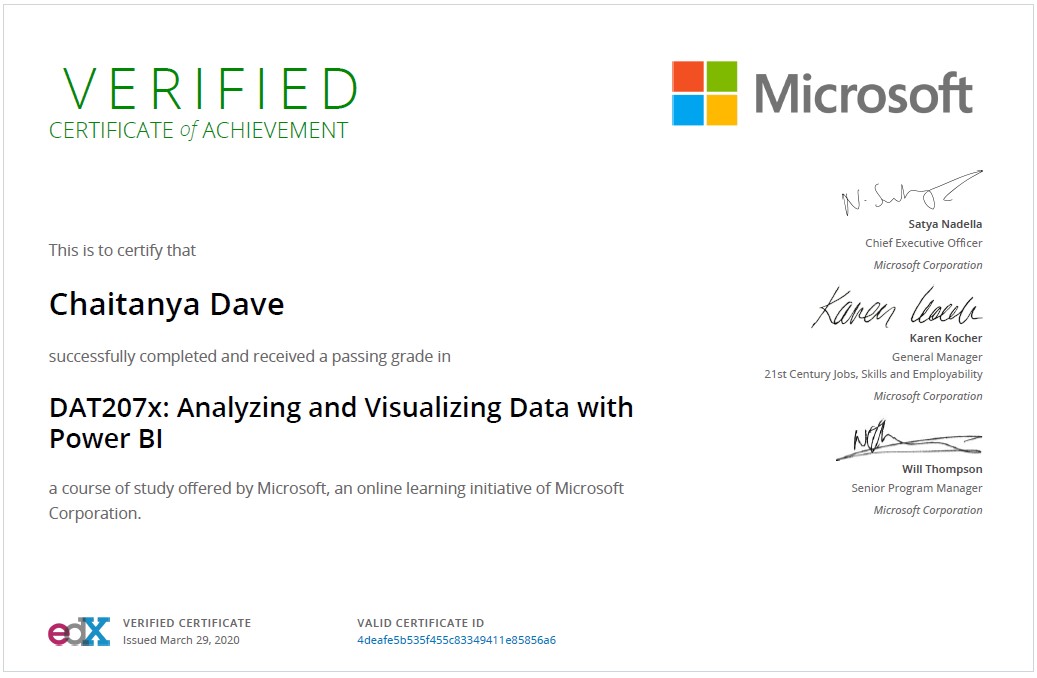 VERIFIED
CERTIFICATE of ACHIEVEMENT
Microsoft
This is to certify that
Chaitanya Dave
successfully completed and received a passing grade in
DAT207x: Analyzing and Visualizing Data with
Power BI
a course of study offered by Microsoft, an online learning initiative of Microsoft
Corporation.
Satya Nadella
Chief Executive Officer
Microsoft Corporation
Karen Kocher
General Manager
21st Century Jobs, Skills and Employability
Microsoft Corporation
Will Thompson
Senior Program Manager
Microsoft Corporation
edX
VERIFIED CERTIFICATE
Issued March 29, 2020
VALID CERTIFICATE ID
4deafe5b535f455c83349411e85856a6